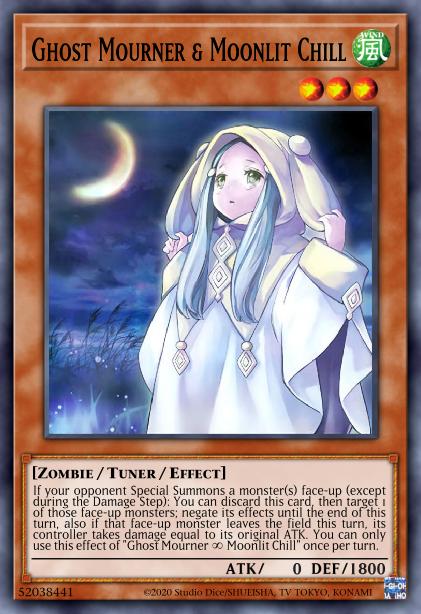 GHOST MOURNER & MOONLIT CHILL
WIND
風
[ZOMBIE / TUNER / EFFECT]
If your opponent Special Summons a monster(s) face-up (except
during the Damage Step): You can discard this card, then target 1
of those face-up monsters; negate its effects until the end of this
turn, also if that face-up monster leaves the field this turn, its
controller takes damage equal to its original ATK. You can only
use this effect of "Ghost Mourner ∞ Moonlit Chill" once per turn.
ATK/ 0 DEF/1800
52038441 ©2020 Studio Dice/SHUEISHA, TV TOKYO, KONAMI